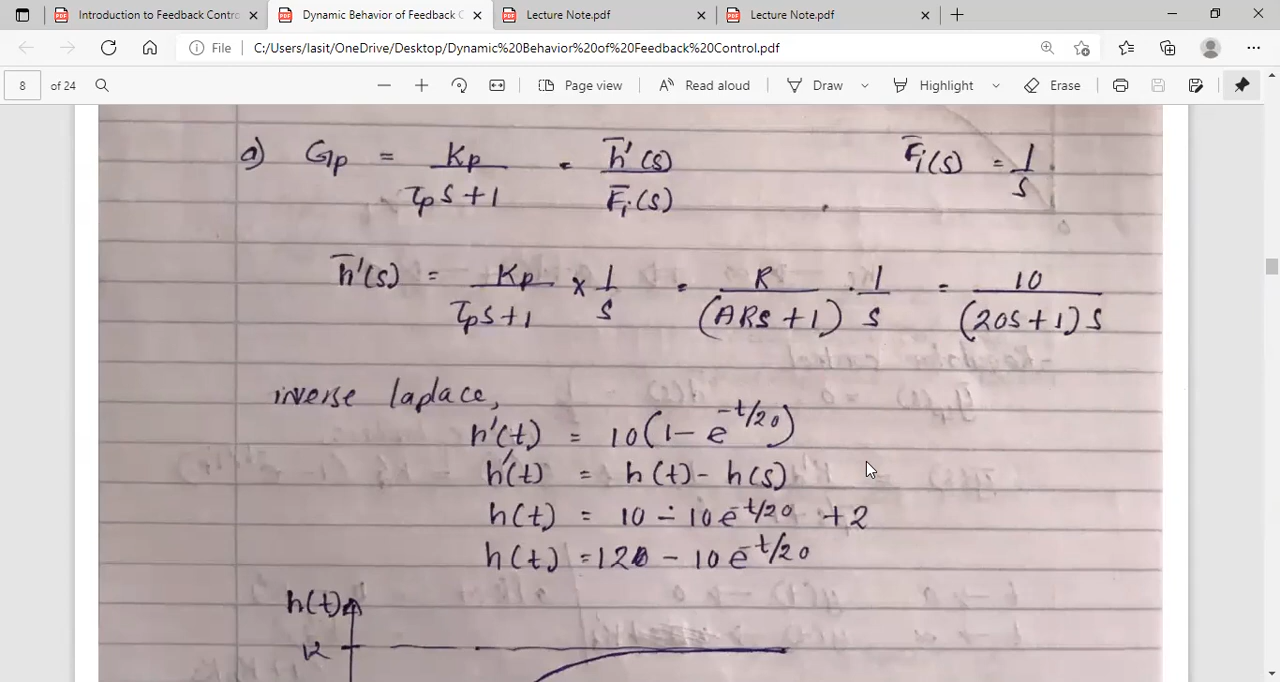 Introduction to Feedback Contro
Dynamic Behavior of Feedback C
Lecture Note.pdf
Lecture Note.pdf
File
C:/Users/lasit/OneDrive/Desktop/Dynamic%20Behavior%20of%20Feedback%20Control.pdf
8 of 24
Page view
Read aloud
Draw
Highlight
Erase
a) Gp = Kp / (τp s + 1) = h̄'(s) / F̄i(s)    F̄i(s) = 1/s
h̄'(s) = Kp / (τp s + 1) × 1/s = R / (ARs + 1) · 1/s = 10 / (20s + 1) s
inverse laplace,
h'(t) = 10(1 - e^-t/20)
h'(t) = h(t) - h(s)
h(t) = 10 - 10 e^-t/20 + 2
h(t) = 12 - 10 e^-t/20
h(t)
12